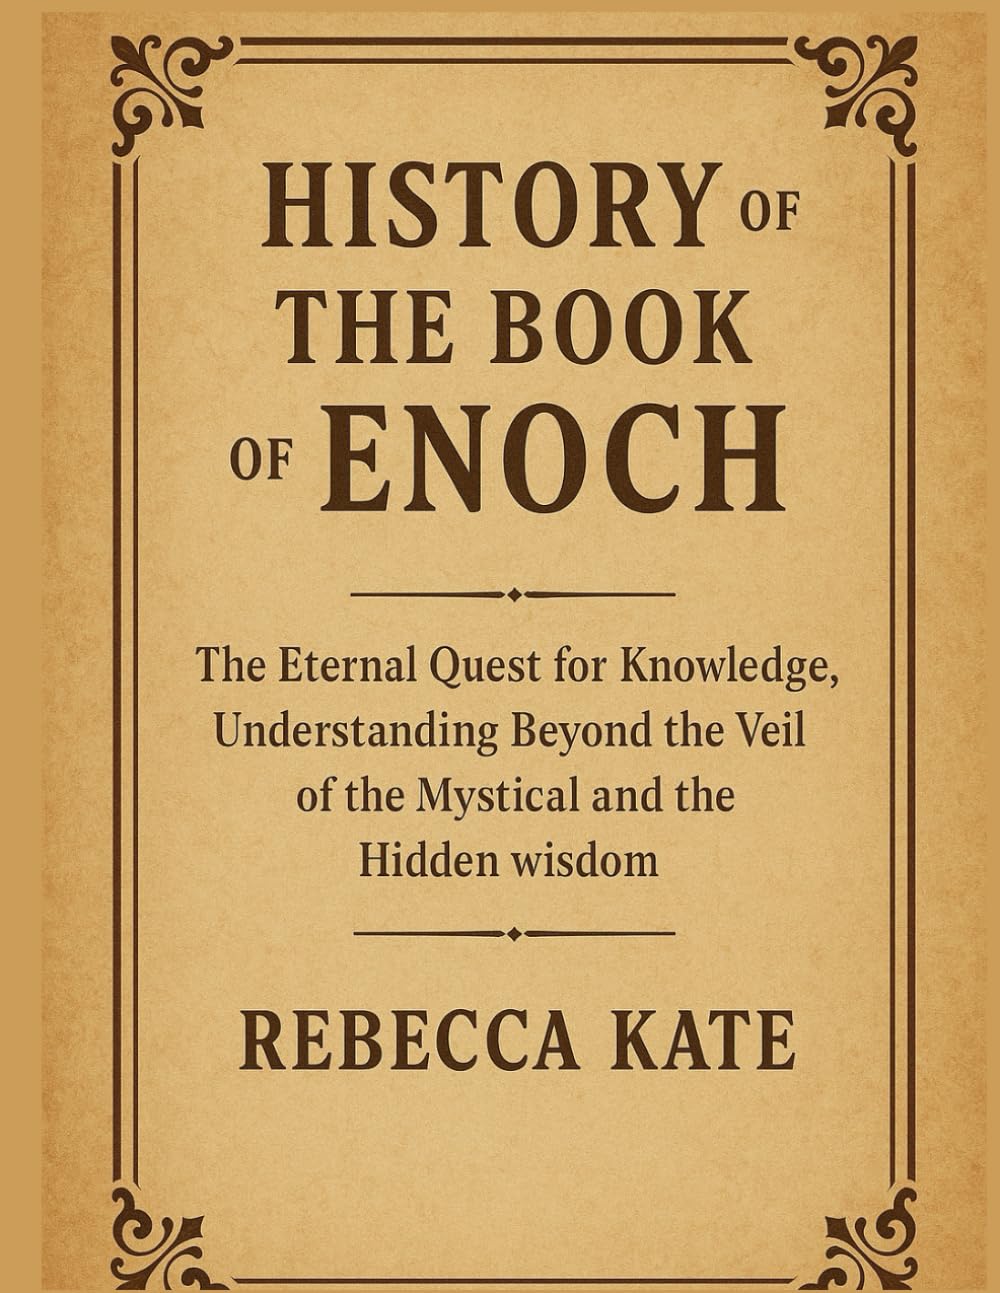 HISTORY OF
THE BOOK
OF ENOCH
The Eternal Quest for Knowledge,
Understanding Beyond the Veil
of the Mystical and the
Hidden wisdom
REBECCA KATE